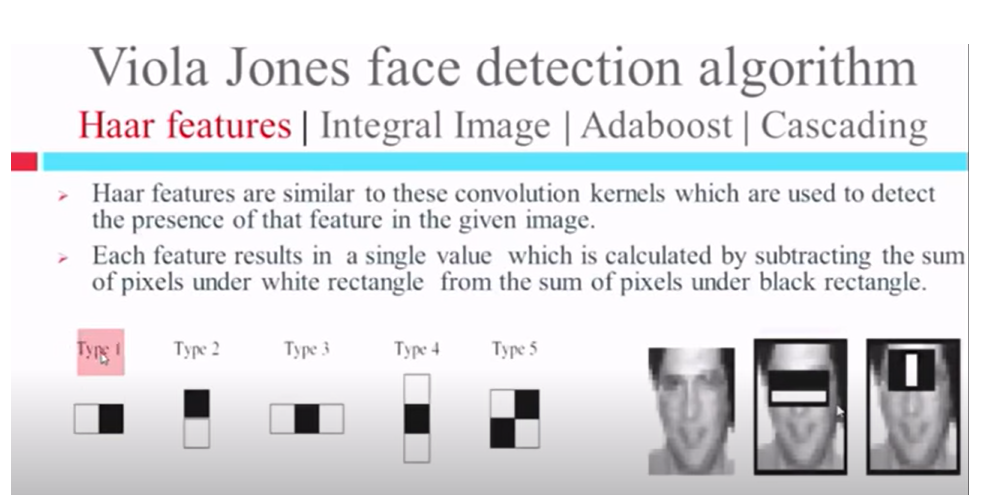 Viola Jones face detection algorithm
Haar features | Integral Image | Adaboost | Cascading
Haar features are similar to these convolution kernels which are used to detect
the presence of that feature in the given image.
Each feature results in a single value which is calculated by subtracting the sum
of pixels under white rectangle from the sum of pixels under black rectangle.
Type 1 Type 2 Type 3 Type 4 Type 5